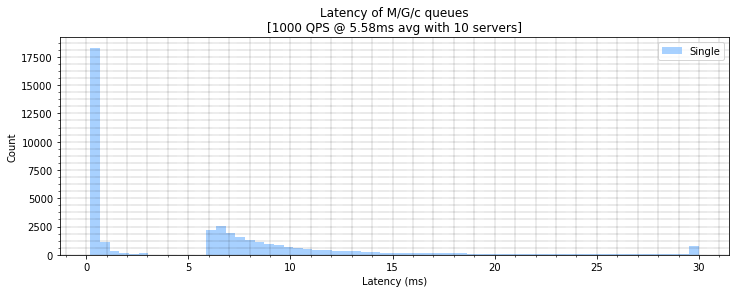 Latency of M/G/c queues
[1000 QPS @ 5.58ms avg with 10 servers]
Single
17500
15000
12500
10000
7500
5000
2500
0
Count
0 5 10 15 20 25 30
Latency (ms)